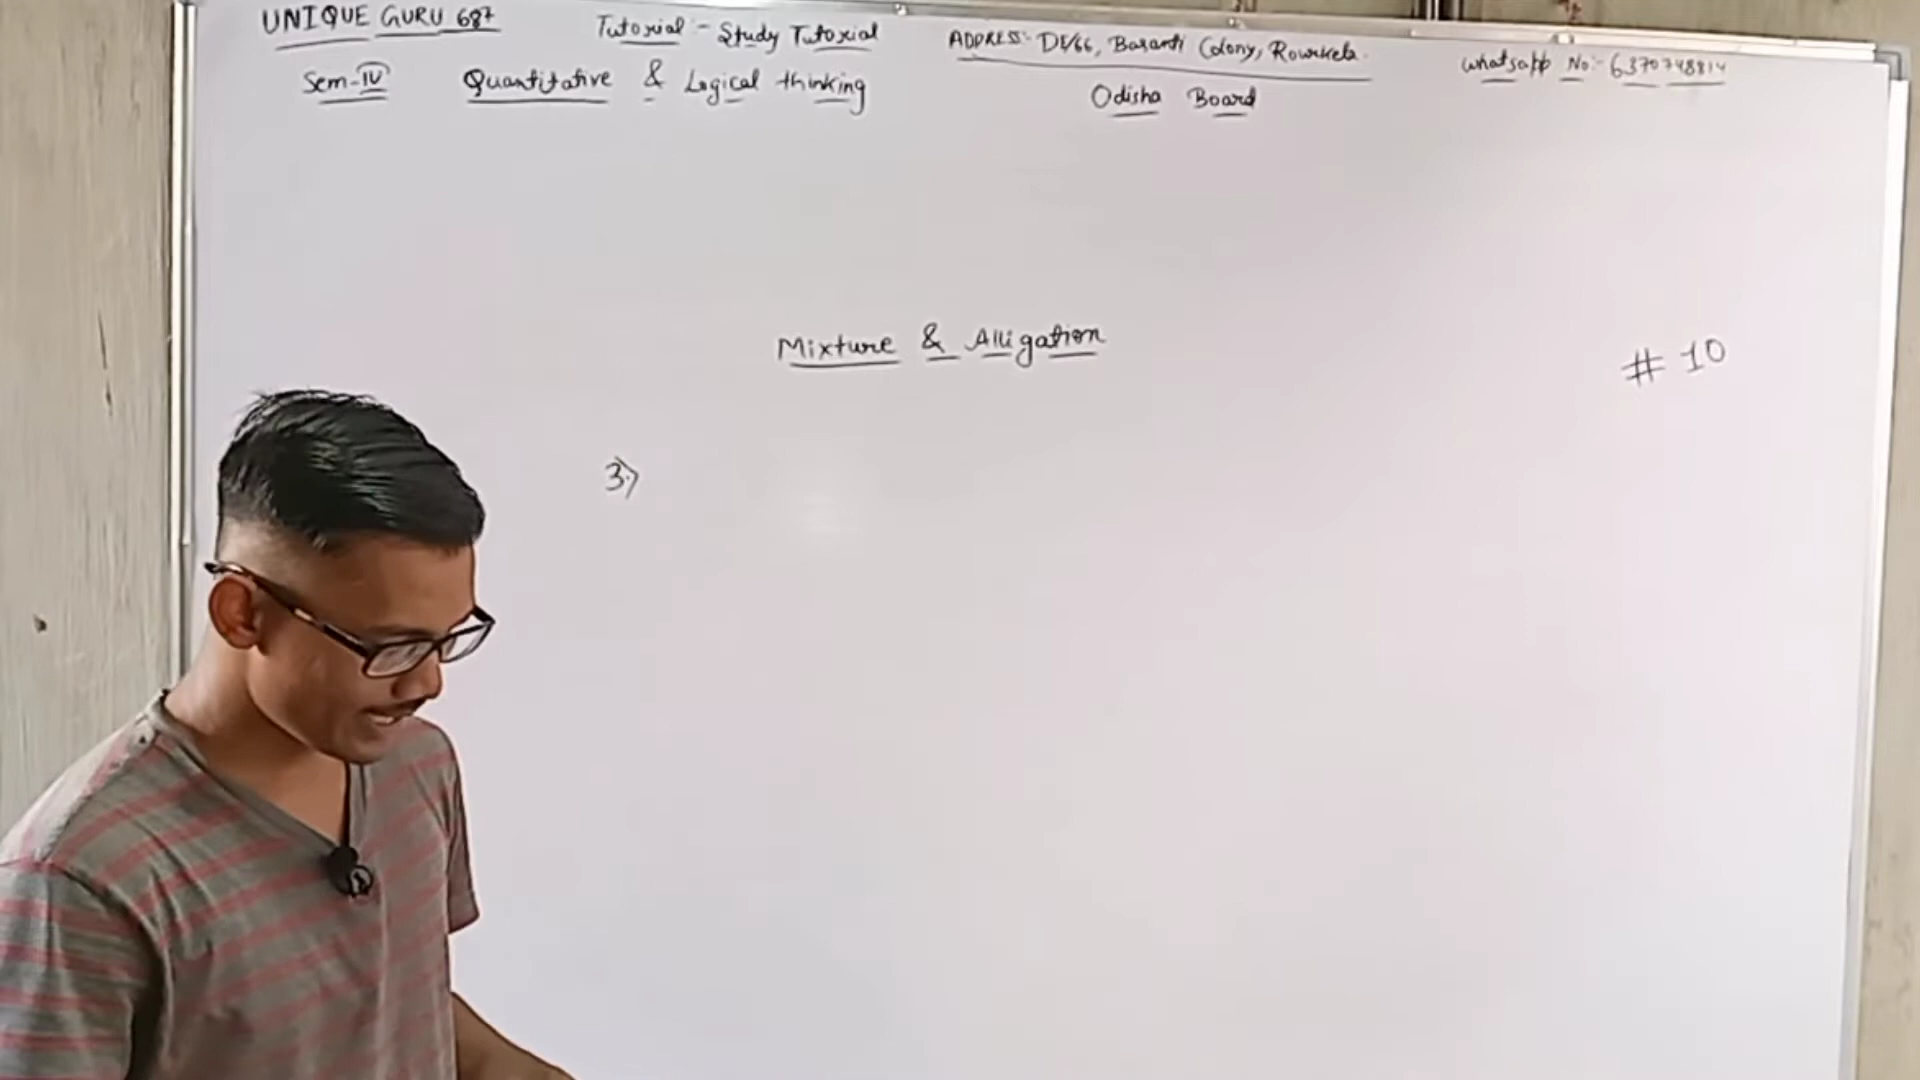 UNIQUE GURU 687 Tutorial - Study Tutorial ADDRESS:- DL/66, Basanti Colony, Rourkela. Whatsapp No:- 6370748814
Sem-IV Quantitative & Logical thinking Odisha Board
Mixture & Alligation # 10
3.)